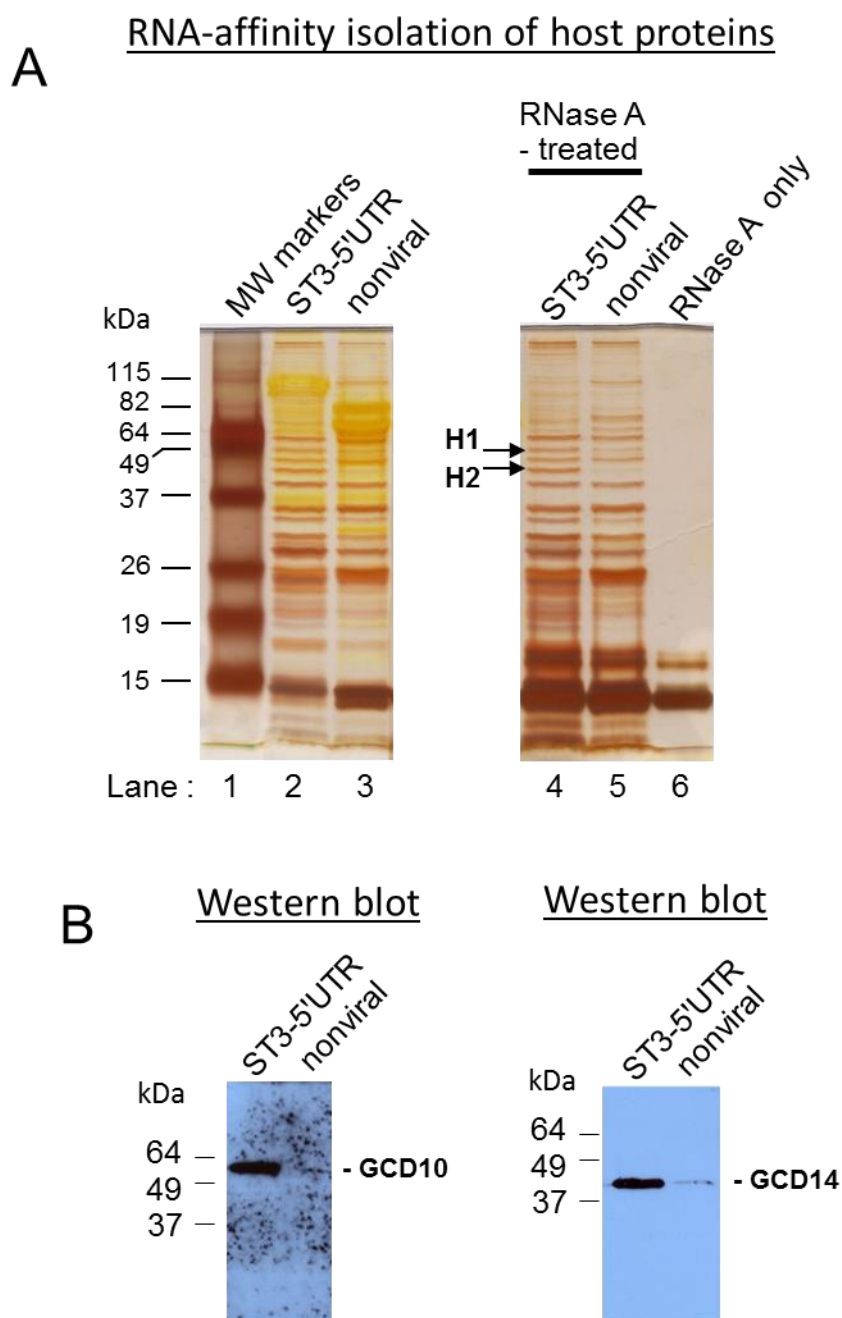 RNA-affinity isolation of host proteins
A
RNase A
- treated
MW markers
ST3-5'UTR
nonviral
ST3-5'UTR
nonviral
RNase A only
kDa
115
82
64
49
37
26
19
15
H1
H2
Lane : 1 2 3 4 5 6
B
Western blot
Western blot
ST3-5'UTR
nonviral
ST3-5'UTR
nonviral
kDa
64
49
37
- GCD10
kDa
64
49
37
- GCD14